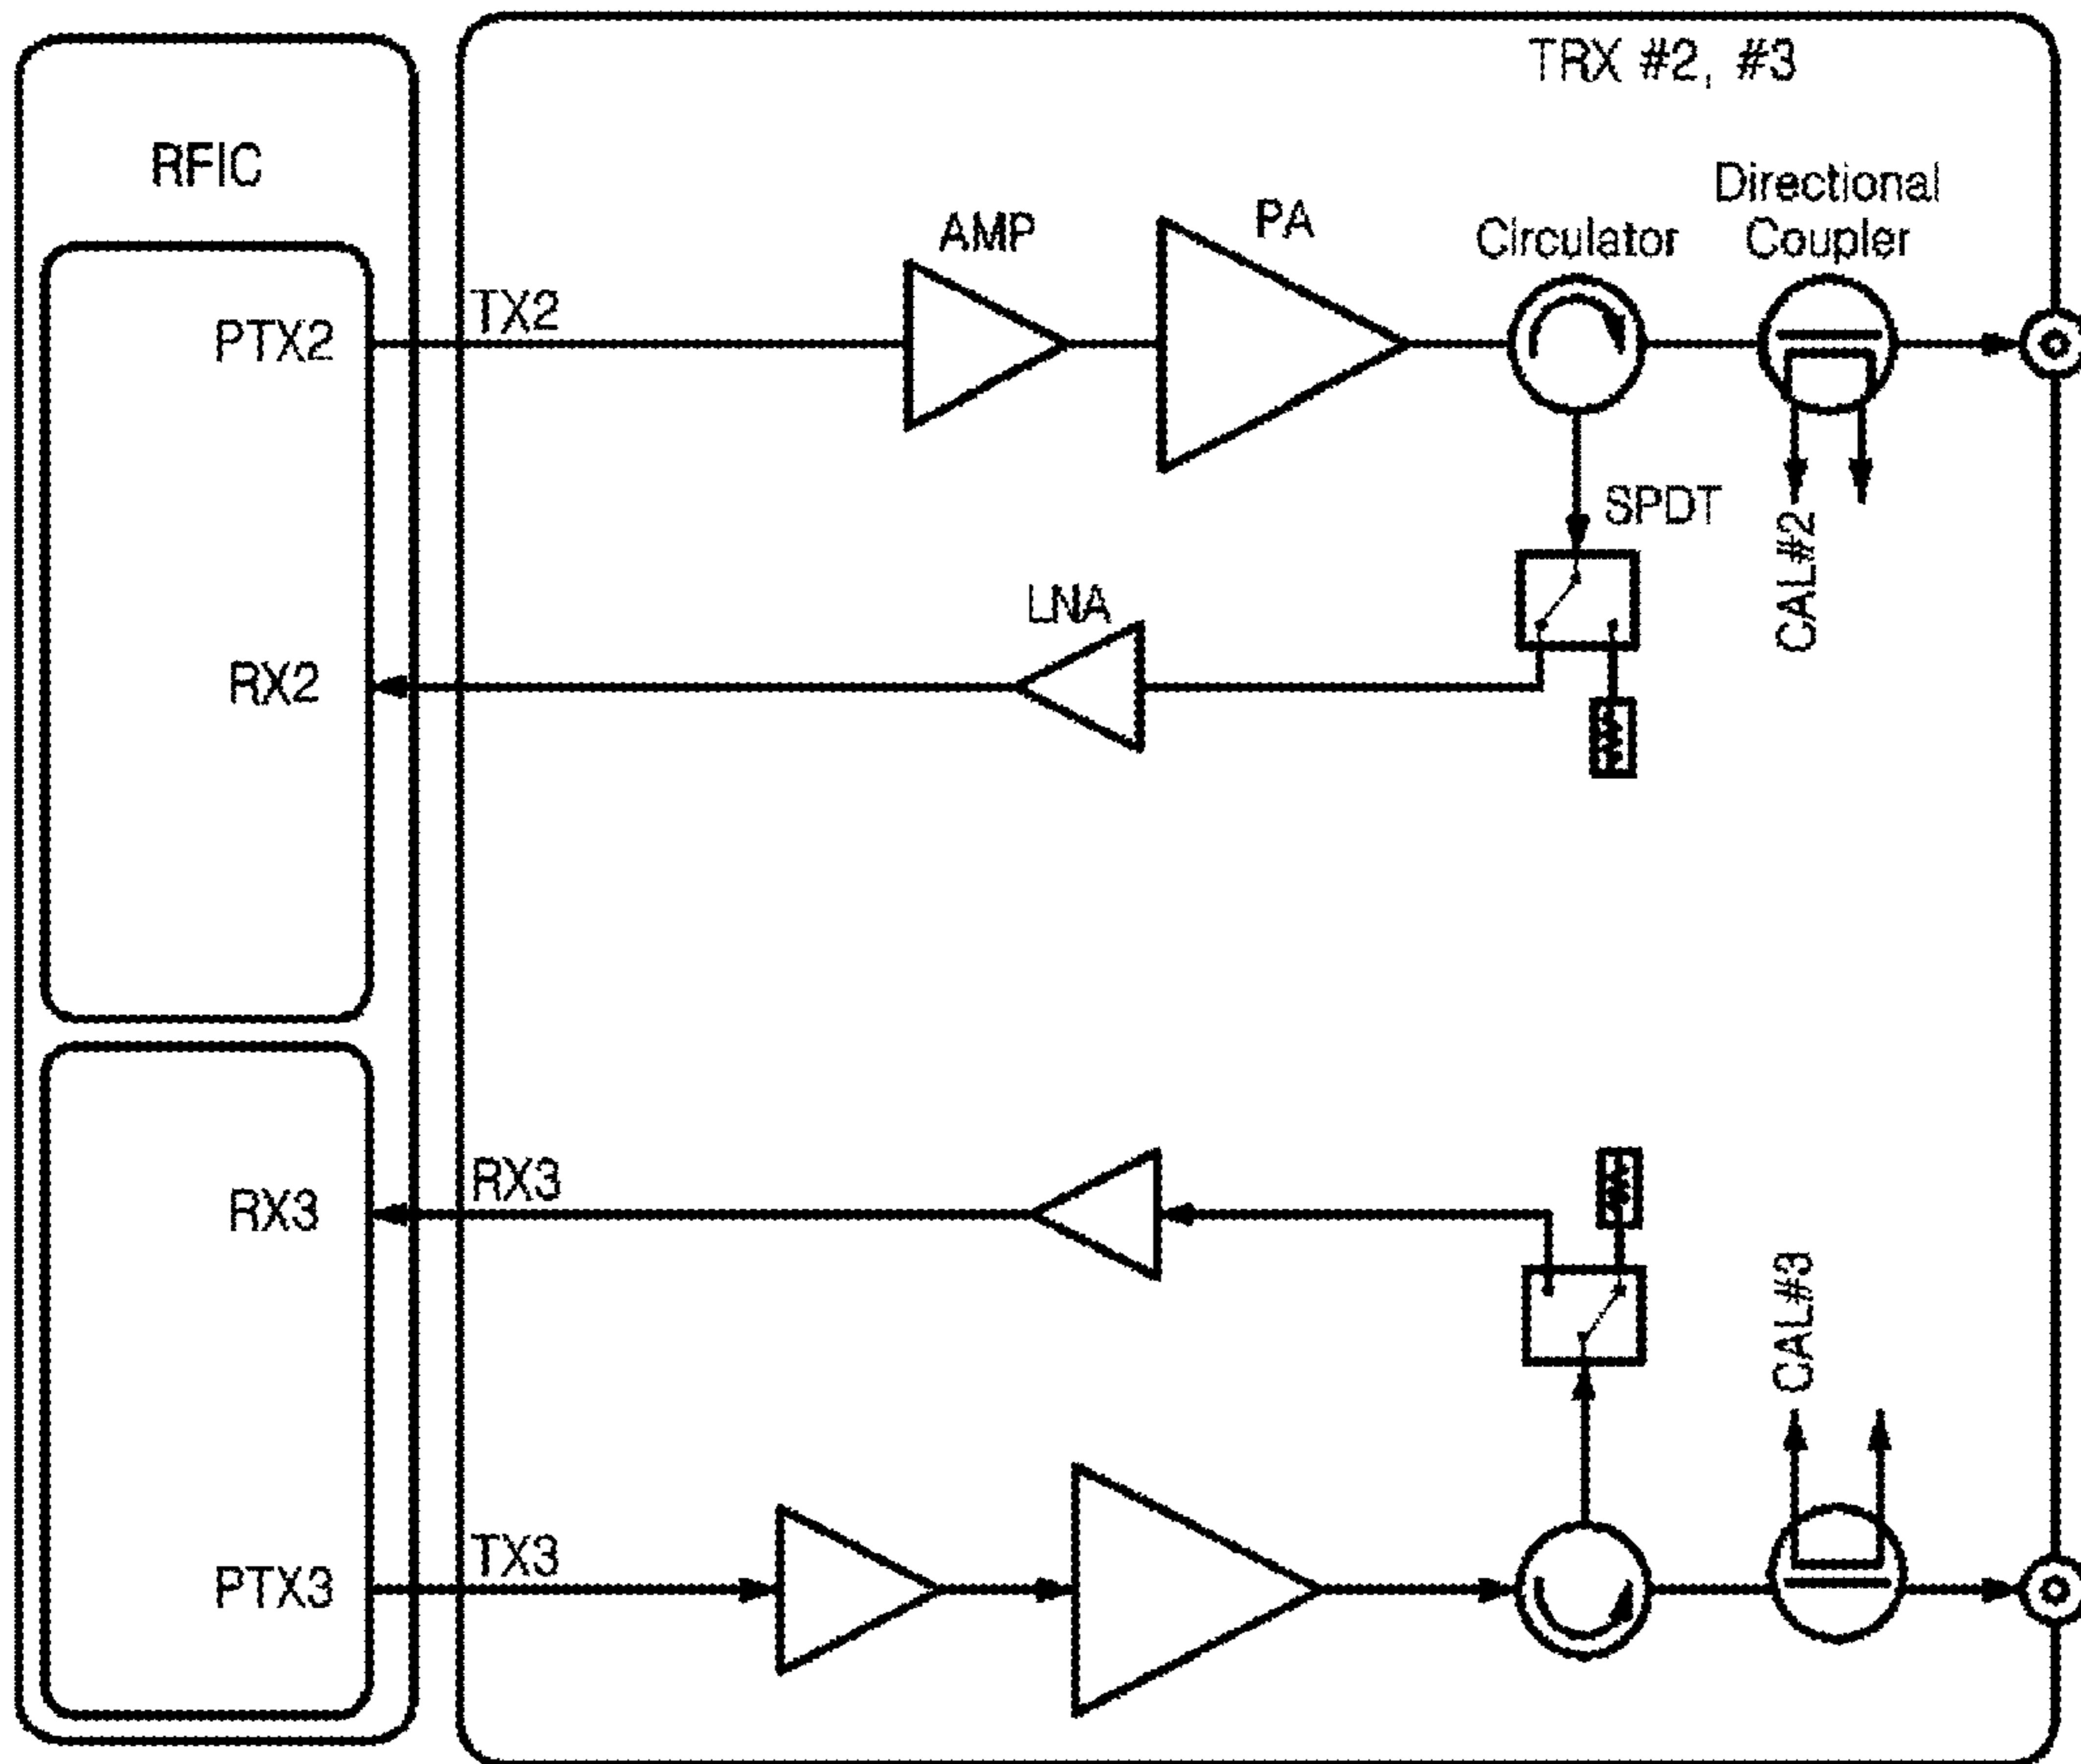 TRX #2, #3
RFIC
Directional
Coupler
AMP
PA
Circulator
PTX2
TX2
SPDT
CAL#2
LNA
RX2
RX3
RX3
CAL#3
PTX3
TX3